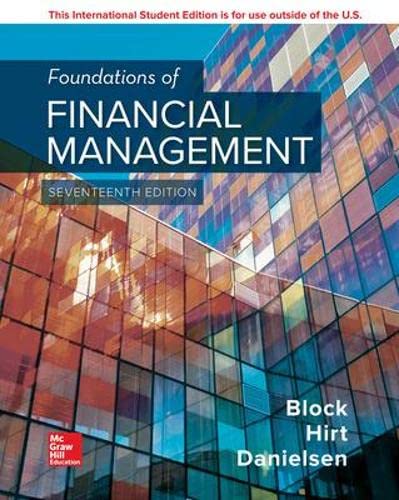 This International Student Edition is for use outside of the U.S.
Foundations of
FINANCIAL
MANAGEMENT
SEVENTEENTH EDITION
Block
Hirt
Danielsen
Mc
Graw
Hill
Education